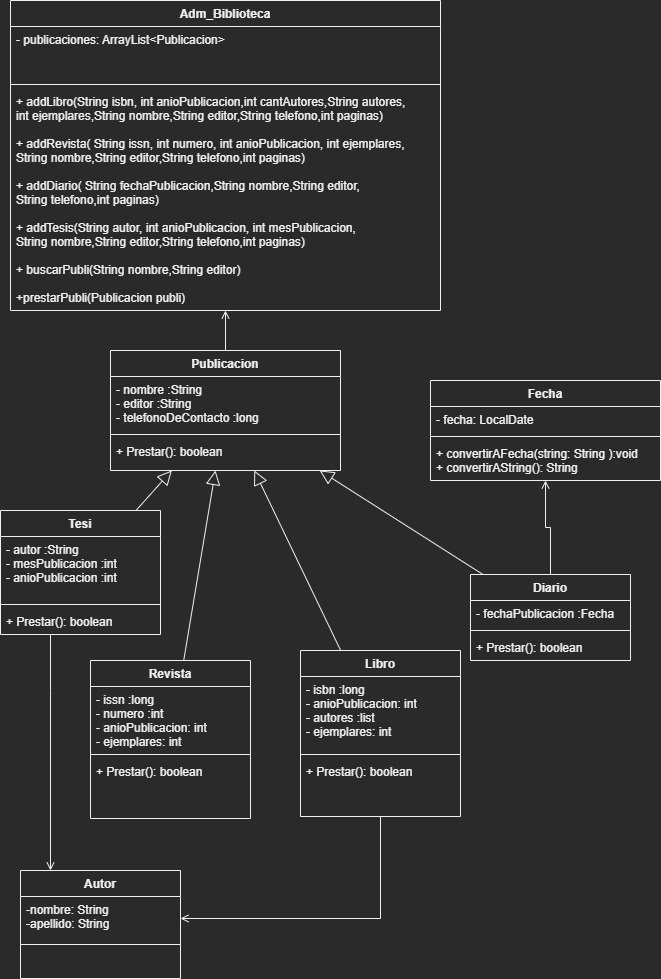 Adm_Biblioteca
- publicaciones: ArrayList<Publicacion>
+ addLibro(String isbn, int anioPublicacion,int cantAutores,String autores,
int ejemplares,String nombre,String editor,String telefono,int paginas)
+ addRevista( String issn, int numero, int anioPublicacion, int ejemplares,
String nombre,String editor,String telefono,int paginas)
+ addDiario( String fechaPublicacion,String nombre,String editor,
String telefono,int paginas)
+ addTesis(String autor, int anioPublicacion, int mesPublicacion,
String nombre,String editor,String telefono,int paginas)
+ buscarPubli(String nombre,String editor)
+prestarPubli(Publicacion publi)
Publicacion
- nombre :String
- editor :String
- telefonoDeContacto :long
+ Prestar(): boolean
Fecha
- fecha: LocalDate
+ convertirAFecha(string: String ):void
+ convertirAString(): String
Tesi
- autor :String
- mesPublicacion :int
- anioPublicacion :int
+ Prestar(): boolean
Diario
- fechaPublicacion :Fecha
+ Prestar(): boolean
Revista
- issn :long
- numero :int
- anioPublicacion: int
- ejemplares: int
+ Prestar(): boolean
Libro
- isbn :long
- anioPublicacion: int
- autores :list
- ejemplares: int
+ Prestar(): boolean
Autor
-nombre: String
-apellido: String